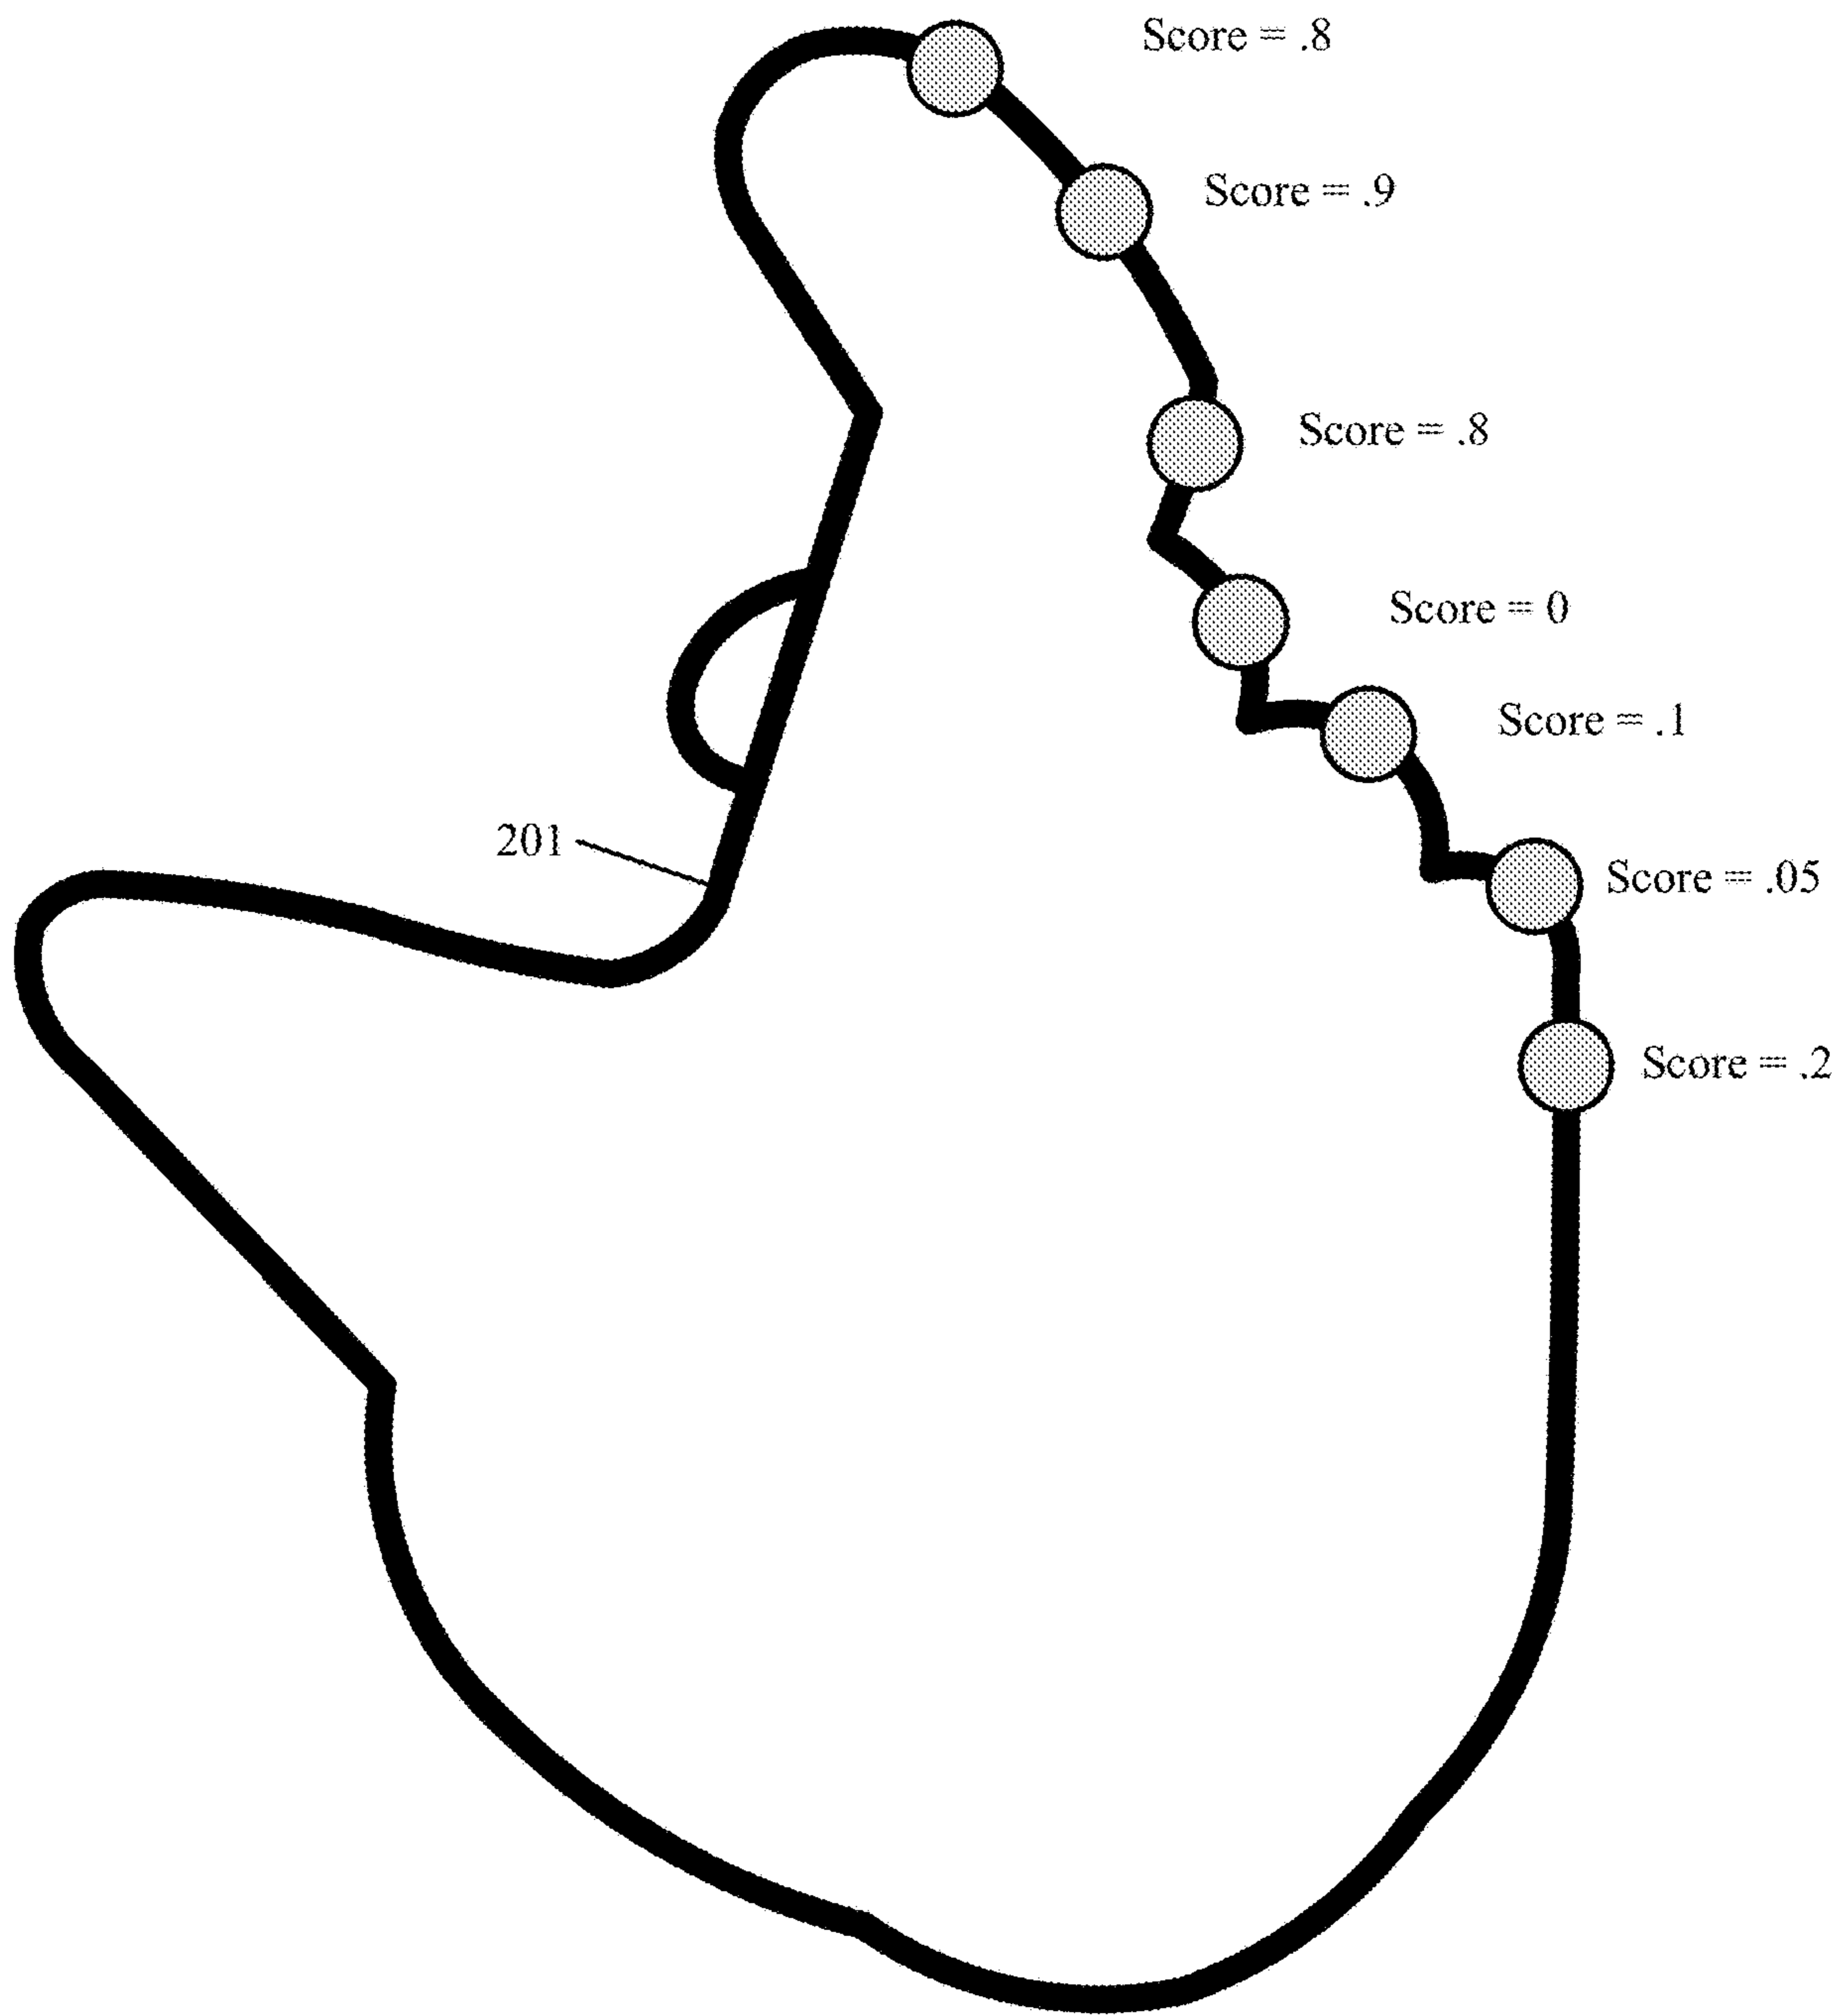 Score = .8
Score = .9
Score = .8
Score = 0
Score = .1
201
Score = .05
Score = .2